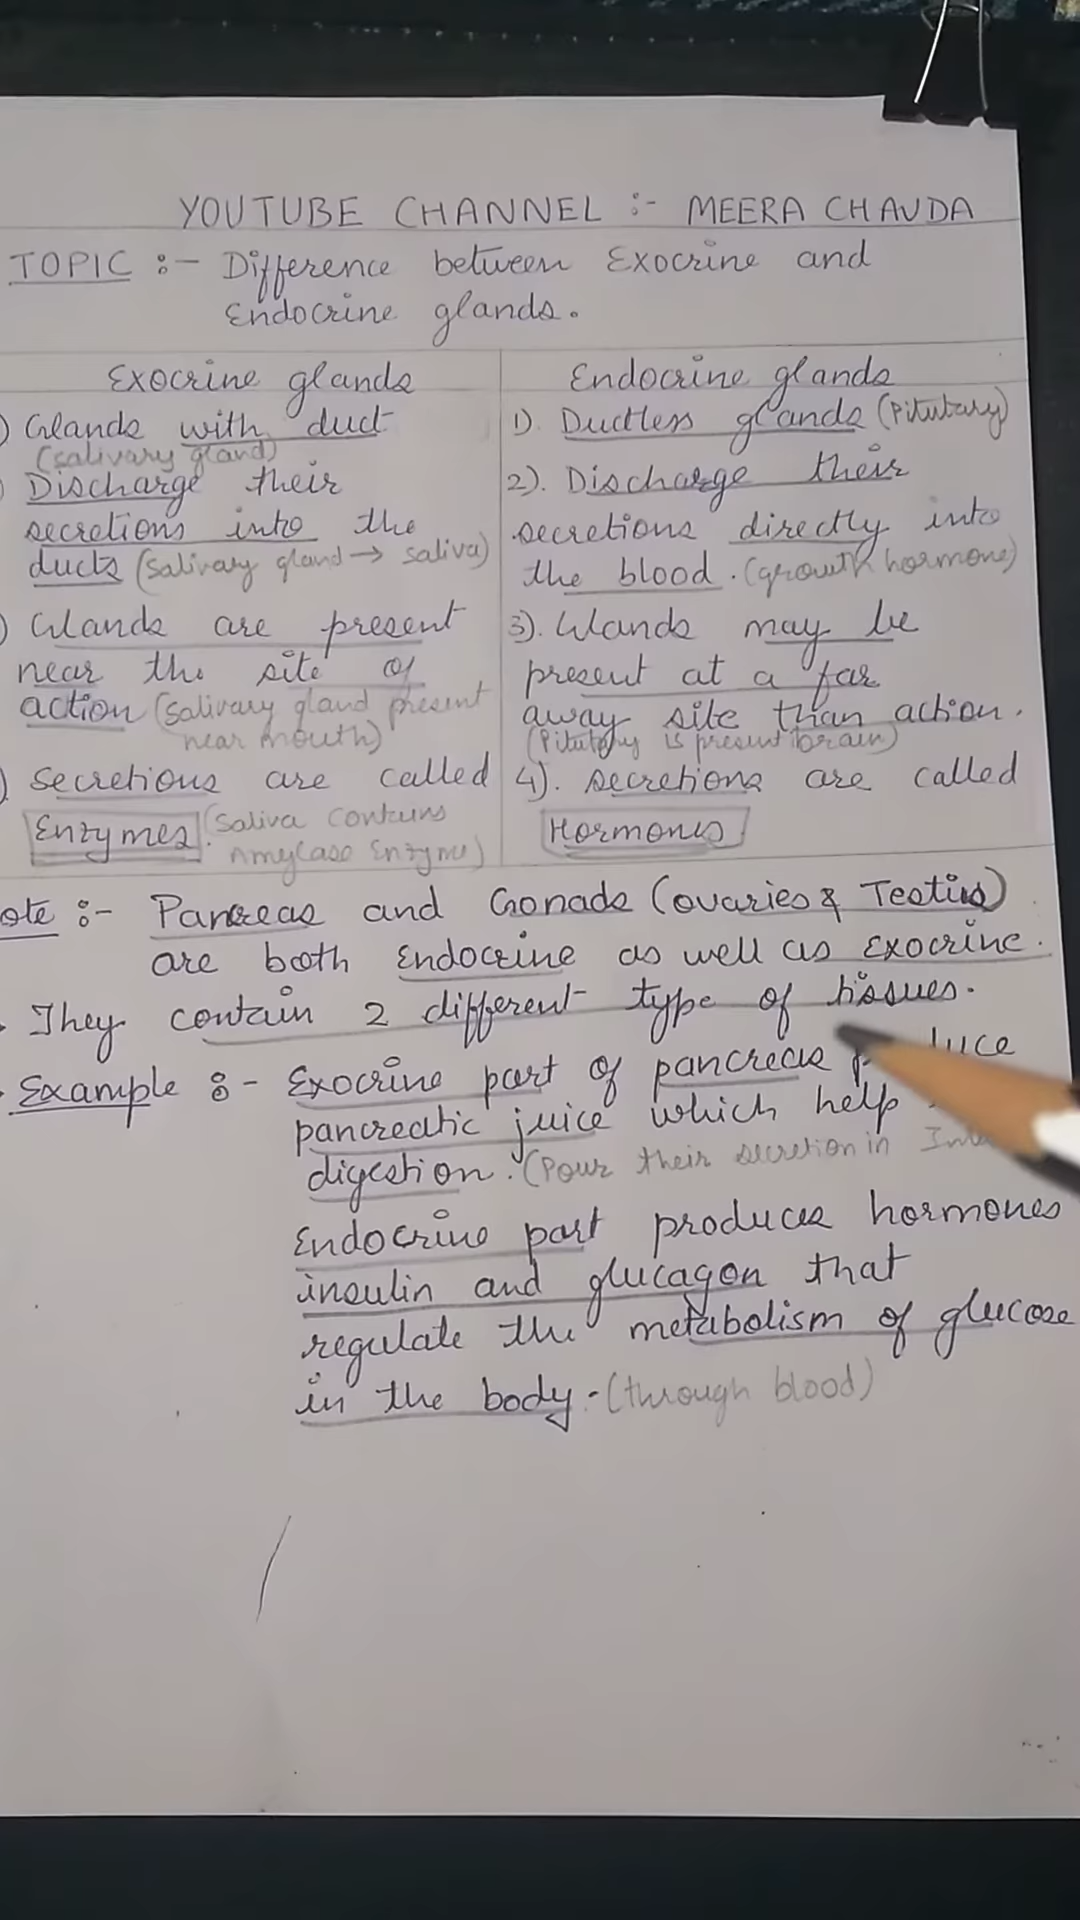 YOUTUBE CHANNEL :- MEERA CHAVDA
TOPIC :- Difference between Exocrine and
Endocrine glands.
Exocrine glands
) Glands with duct
(salivary gland)
) Discharge their
secretions into the
ducts (salivary gland → saliva)
) Glands are present
near the site of
action (salivary gland present
near mouth)
) secretions are called
Enzymes. (Saliva contains
Amylase Enzyme)
Endocrine glands
1). Ductless glands (Pitutary)
2). Discharge their
secretions directly into
the blood. (growth hormone)
3). Glands may be
present at a far
away site than action.
(Pitutary is present brain)
4). secretions are called
Hormones
ote :- Pancreas and Gonads (ovaries & Testis)
are both Endocrine as well as exocrine.
They contain 2 different type of tissues.
Example :- Exocrine part of pancreas
pancreatic juice which help
digestion. (Pour their secretion in
Endocrine part produces hormones
insulin and glucagon that
regulate the metabolism of glucose
in the body. (through blood)